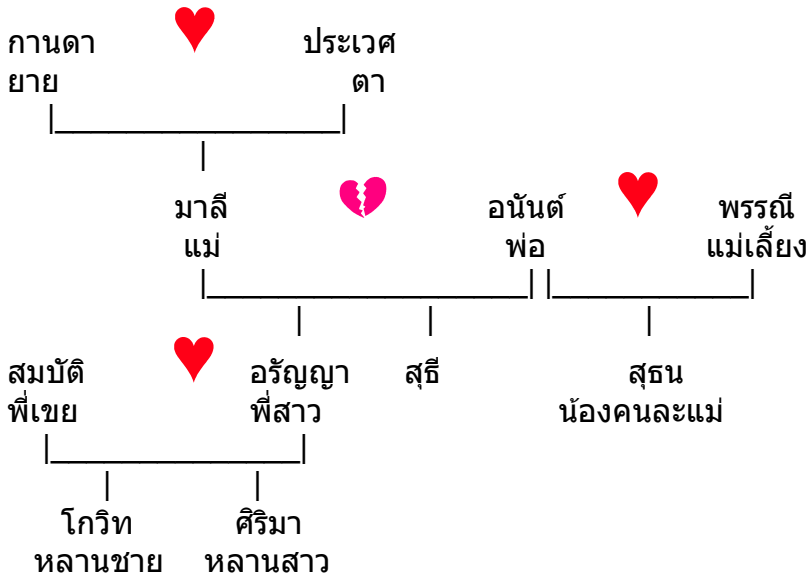 กานดา ประเวศ
ยาย ตา
มาลี อนันต์ พรรณี
แม่ พ่อ แม่เลี้ยง
สมบัติ อรัญญา สุธี สุธน
พี่เขย พี่สาว น้องคนละแม่
โกวิท ศิริมา
หลานชาย หลานสาว